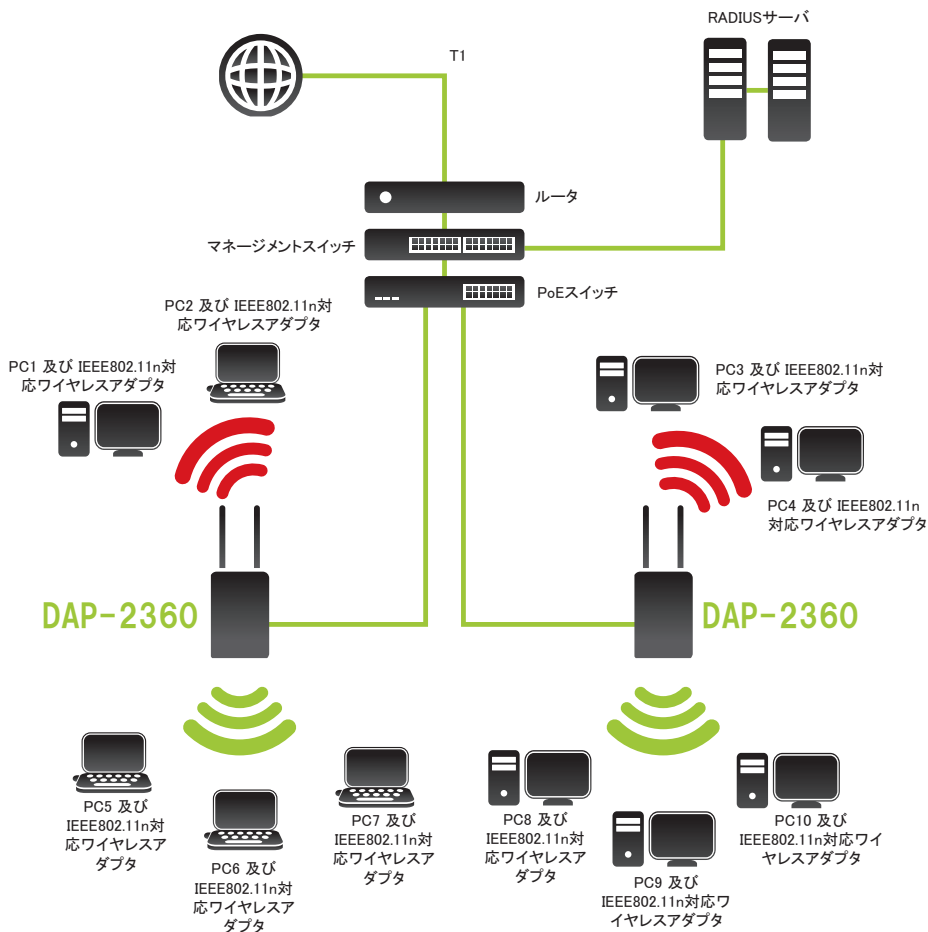 RADIUSサーバ
T1
ルータ
マネージメントスイッチ
PoEスイッチ
PC2 及び IEEE802.11n対
応ワイヤレスアダプタ
PC1 及び IEEE802.11n対
応ワイヤレスアダプタ
PC3 及び IEEE802.11n対
応ワイヤレスアダプタ
PC4 及び IEEE802.11n
対応ワイヤレスアダプタ
DAP-2360
DAP-2360
PC5 及び
IEEE802.11n対
応ワイヤレスア
ダプタ
PC6 及び
IEEE802.11n対
応ワイヤレスア
ダプタ
PC7 及び
IEEE802.11n対
応ワイヤレスア
ダプタ
PC8 及び
IEEE802.11n対
応ワイヤレスア
ダプタ
PC9 及び
IEEE802.11n対応ワ
イヤレスアダプタ
PC10 及び
IEEE802.11n対応ワイ
ヤレスアダプタ